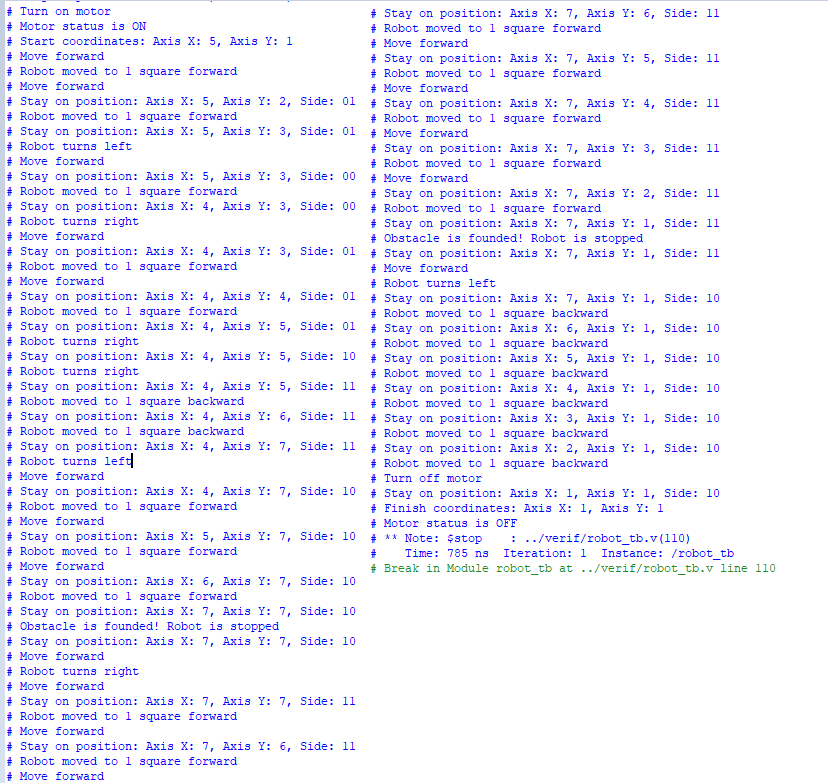 # Turn on motor
# Motor status is ON
# Start coordinates: Axis X: 5, Axis Y: 1
# Move forward
# Robot moved to 1 square forward
# Move forward
# Stay on position: Axis X: 5, Axis Y: 2, Side: 01
# Robot moved to 1 square forward
# Stay on position: Axis X: 5, Axis Y: 3, Side: 01
# Robot turns left
# Move forward
# Stay on position: Axis X: 5, Axis Y: 3, Side: 00
# Robot moved to 1 square forward
# Stay on position: Axis X: 4, Axis Y: 3, Side: 00
# Robot turns right
# Move forward
# Stay on position: Axis X: 4, Axis Y: 3, Side: 01
# Robot moved to 1 square forward
# Move forward
# Stay on position: Axis X: 4, Axis Y: 4, Side: 01
# Robot moved to 1 square forward
# Stay on position: Axis X: 4, Axis Y: 5, Side: 01
# Robot turns right
# Stay on position: Axis X: 4, Axis Y: 5, Side: 10
# Robot turns right
# Stay on position: Axis X: 4, Axis Y: 5, Side: 11
# Robot moved to 1 square backward
# Stay on position: Axis X: 4, Axis Y: 6, Side: 11
# Robot moved to 1 square backward
# Stay on position: Axis X: 4, Axis Y: 7, Side: 11
# Robot turns left
# Move forward
# Stay on position: Axis X: 4, Axis Y: 7, Side: 10
# Robot moved to 1 square forward
# Move forward
# Stay on position: Axis X: 5, Axis Y: 7, Side: 10
# Robot moved to 1 square forward
# Move forward
# Stay on position: Axis X: 6, Axis Y: 7, Side: 10
# Robot moved to 1 square forward
# Stay on position: Axis X: 7, Axis Y: 7, Side: 10
# Obstacle is founded! Robot is stopped
# Stay on position: Axis X: 7, Axis Y: 7, Side: 10
# Move forward
# Robot turns right
# Move forward
# Stay on position: Axis X: 7, Axis Y: 7, Side: 11
# Robot moved to 1 square forward
# Move forward
# Stay on position: Axis X: 7, Axis Y: 6, Side: 11
# Robot moved to 1 square forward
# Move forward
# Stay on position: Axis X: 7, Axis Y: 6, Side: 11
# Robot moved to 1 square forward
# Move forward
# Stay on position: Axis X: 7, Axis Y: 5, Side: 11
# Robot moved to 1 square forward
# Move forward
# Stay on position: Axis X: 7, Axis Y: 4, Side: 11
# Robot moved to 1 square forward
# Move forward
# Stay on position: Axis X: 7, Axis Y: 3, Side: 11
# Robot moved to 1 square forward
# Move forward
# Stay on position: Axis X: 7, Axis Y: 2, Side: 11
# Robot moved to 1 square forward
# Stay on position: Axis X: 7, Axis Y: 1, Side: 11
# Obstacle is founded! Robot is stopped
# Stay on position: Axis X: 7, Axis Y: 1, Side: 11
# Move forward
# Robot turns left
# Stay on position: Axis X: 7, Axis Y: 1, Side: 10
# Robot moved to 1 square backward
# Stay on position: Axis X: 6, Axis Y: 1, Side: 10
# Robot moved to 1 square backward
# Stay on position: Axis X: 5, Axis Y: 1, Side: 10
# Robot moved to 1 square backward
# Stay on position: Axis X: 4, Axis Y: 1, Side: 10
# Robot moved to 1 square backward
# Stay on position: Axis X: 3, Axis Y: 1, Side: 10
# Robot moved to 1 square backward
# Stay on position: Axis X: 2, Axis Y: 1, Side: 10
# Robot moved to 1 square backward
# Turn off motor
# Stay on position: Axis X: 1, Axis Y: 1, Side: 10
# Finish coordinates: Axis X: 1, Axis Y: 1
# Motor status is OFF
# ** Note: $stop    : ../verif/robot_tb.v(110)
#    Time: 785 ns  Iteration: 1  Instance: /robot_tb
# Break in Module robot_tb at ../verif/robot_tb.v line 110